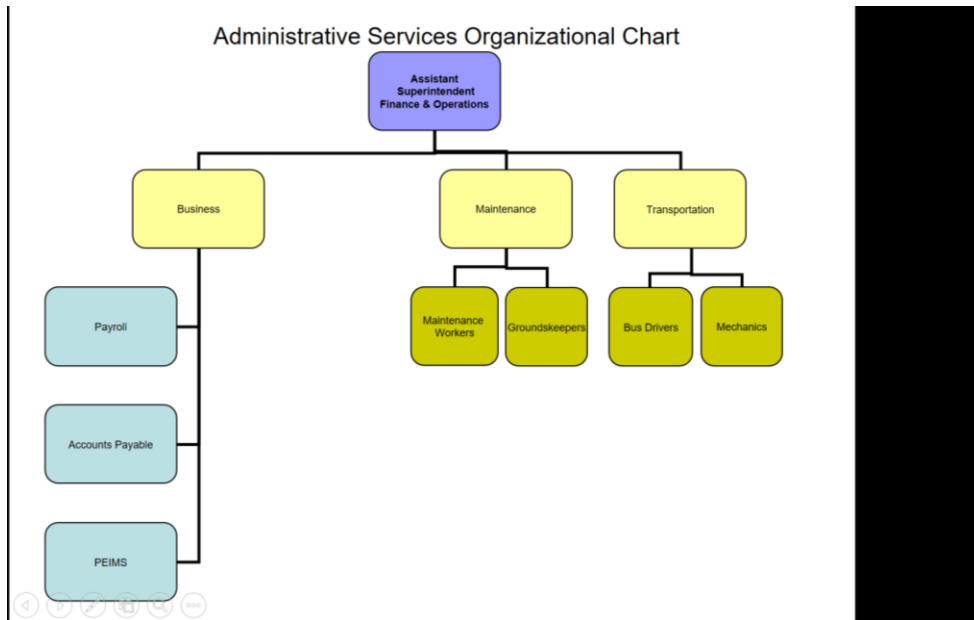 Administrative Services Organizational Chart
Assistant
Superintendent
Finance & Operations
Business
Maintenance
Transportation
Payroll
Maintenance
Workers
Groundskeepers
Bus Drivers
Mechanics
Accounts Payable
PEIMS